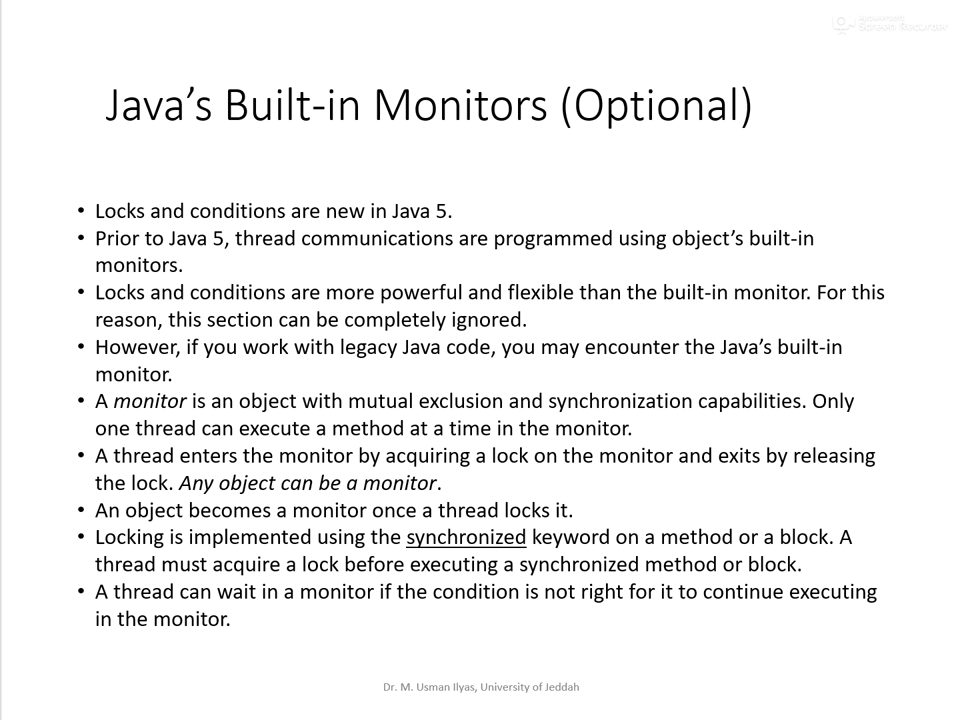 Screen Recorder
Java’s Built-in Monitors (Optional)
• Locks and conditions are new in Java 5.
• Prior to Java 5, thread communications are programmed using object’s built-in
monitors.
• Locks and conditions are more powerful and flexible than the built-in monitor. For this
reason, this section can be completely ignored.
• However, if you work with legacy Java code, you may encounter the Java’s built-in
monitor.
• A monitor is an object with mutual exclusion and synchronization capabilities. Only
one thread can execute a method at a time in the monitor.
• A thread enters the monitor by acquiring a lock on the monitor and exits by releasing
the lock. Any object can be a monitor.
• An object becomes a monitor once a thread locks it.
• Locking is implemented using the synchronized keyword on a method or a block. A
thread must acquire a lock before executing a synchronized method or block.
• A thread can wait in a monitor if the condition is not right for it to continue executing
in the monitor.
Dr. M. Usman Ilyas, University of Jeddah